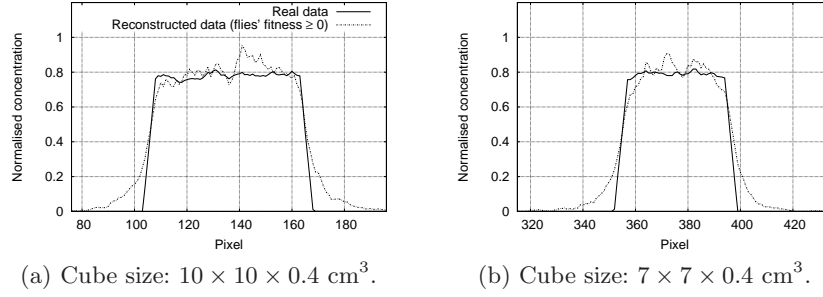 Real data
Reconstructed data (flies' fitness ≥ 0)
Normalised concentration
1
0.8
0.6
0.4
0.2
0
80 100 120 140 160 180
Pixel
(a) Cube size: 10 × 10 × 0.4 cm³.
Normalised concentration
1
0.8
0.6
0.4
0.2
0
320 340 360 380 400 420
Pixel
(b) Cube size: 7 × 7 × 0.4 cm³.